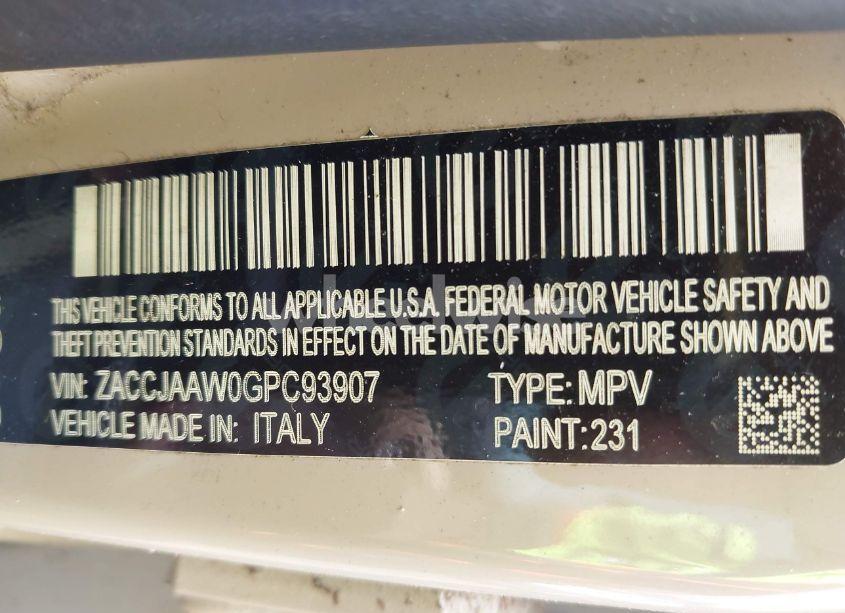 THIS VEHICLE CONFORMS TO ALL APPLICABLE U.S.A. FEDERAL MOTOR VEHICLE SAFETY AND
THEFT PREVENTION STANDARDS IN EFFECT ON THE DATE OF MANUFACTURE SHOWN ABOVE
VIN: ZACCJAAW0GPC93907 TYPE: MPV
VEHICLE MADE IN: ITALY PAINT:231